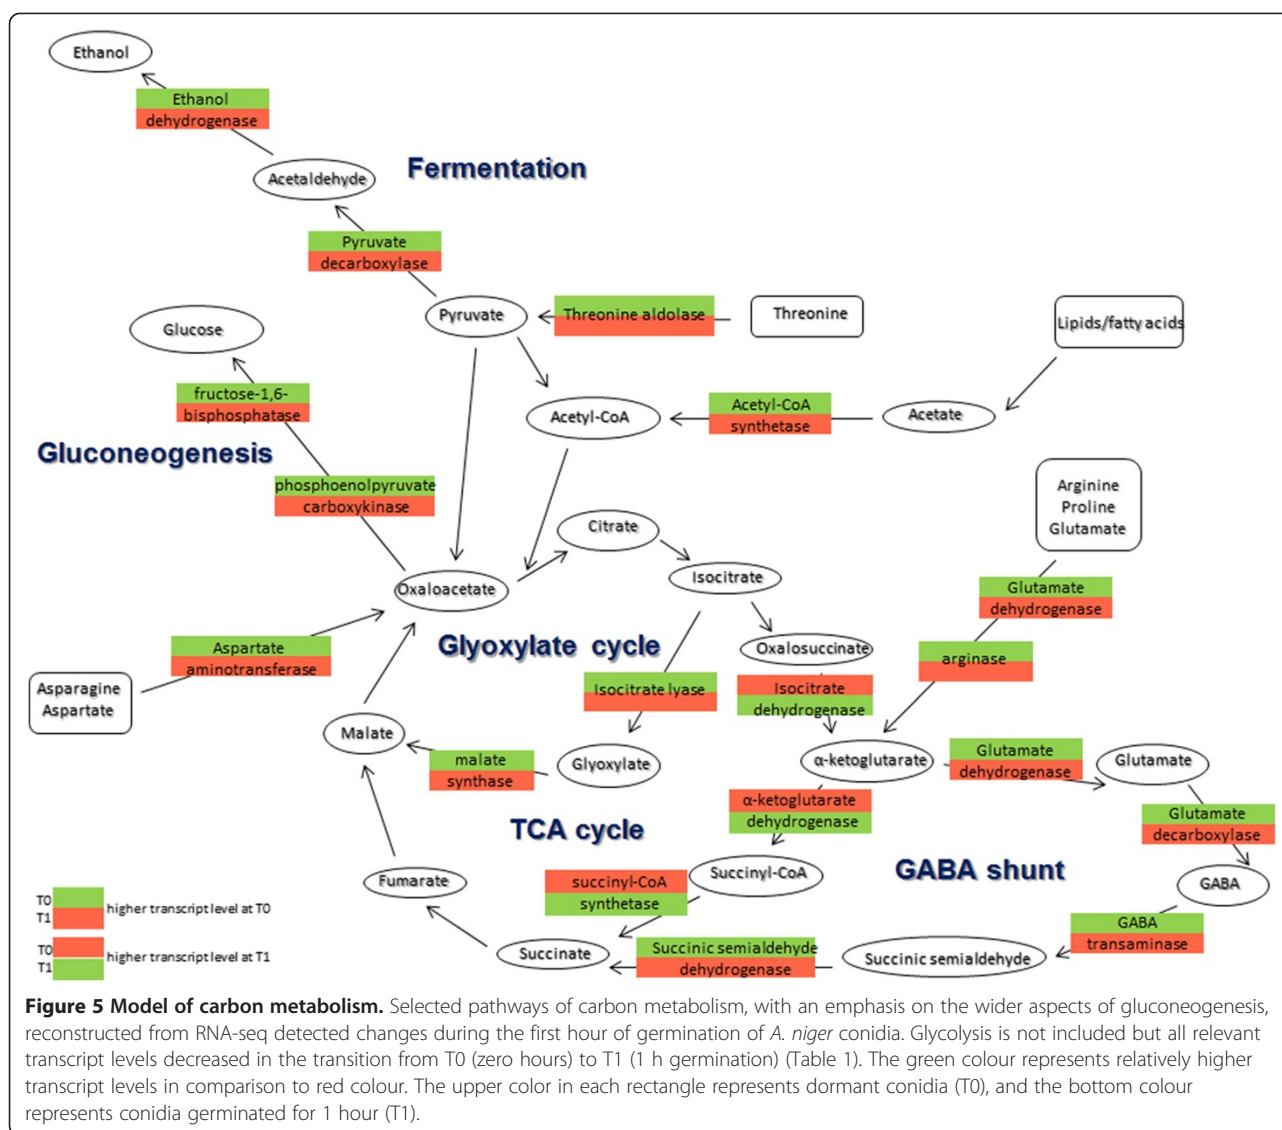 Ethanol
Ethanol
dehydrogenase
Acetaldehyde
Fermentation
Pyruvate
decarboxylase
Pyruvate
Threonine aldolase
Threonine
Lipids/fatty acids
Glucose
fructose-1,6-
bisphosphatase
Acetyl-CoA
Acetyl-CoA
synthetase
Acetate
Gluconeogenesis
phosphoenolpyruvate
carboxykinase
Arginine
Proline
Glutamate
Citrate
Isocitrate
Oxaloacetate
Glutamate
dehydrogenase
Glyoxylate cycle
Oxalosuccinate
arginase
Aspartate
aminotransferase
Asparagine
Aspartate
Isocitrate lyase
Isocitrate
dehydrogenase
Malate
malate
synthase
Glyoxylate
α-ketoglutarate
Glutamate
dehydrogenase
Glutamate
α-ketoglutarate
dehydrogenase
Glutamate
decarboxylase
TCA cycle
GABA shunt
Fumarate
succinyl-CoA
synthetase
Succinyl-CoA
GABA
GABA
transaminase
Succinate
Succinic semialdehyde
dehydrogenase
Succinic semialdehyde
T0
T1
higher transcript level at T0
T0
T1
higher transcript level at T1
Figure 5 Model of carbon metabolism. Selected pathways of carbon metabolism, with an emphasis on the wider aspects of gluconeogenesis,
reconstructed from RNA-seq detected changes during the first hour of germination of A. niger conidia. Glycolysis is not included but all relevant
transcript levels decreased in the transition from T0 (zero hours) to T1 (1 h germination) (Table 1). The green colour represents relatively higher
transcript levels in comparison to red colour. The upper color in each rectangle represents dormant conidia (T0), and the bottom colour
represents conidia germinated for 1 hour (T1).